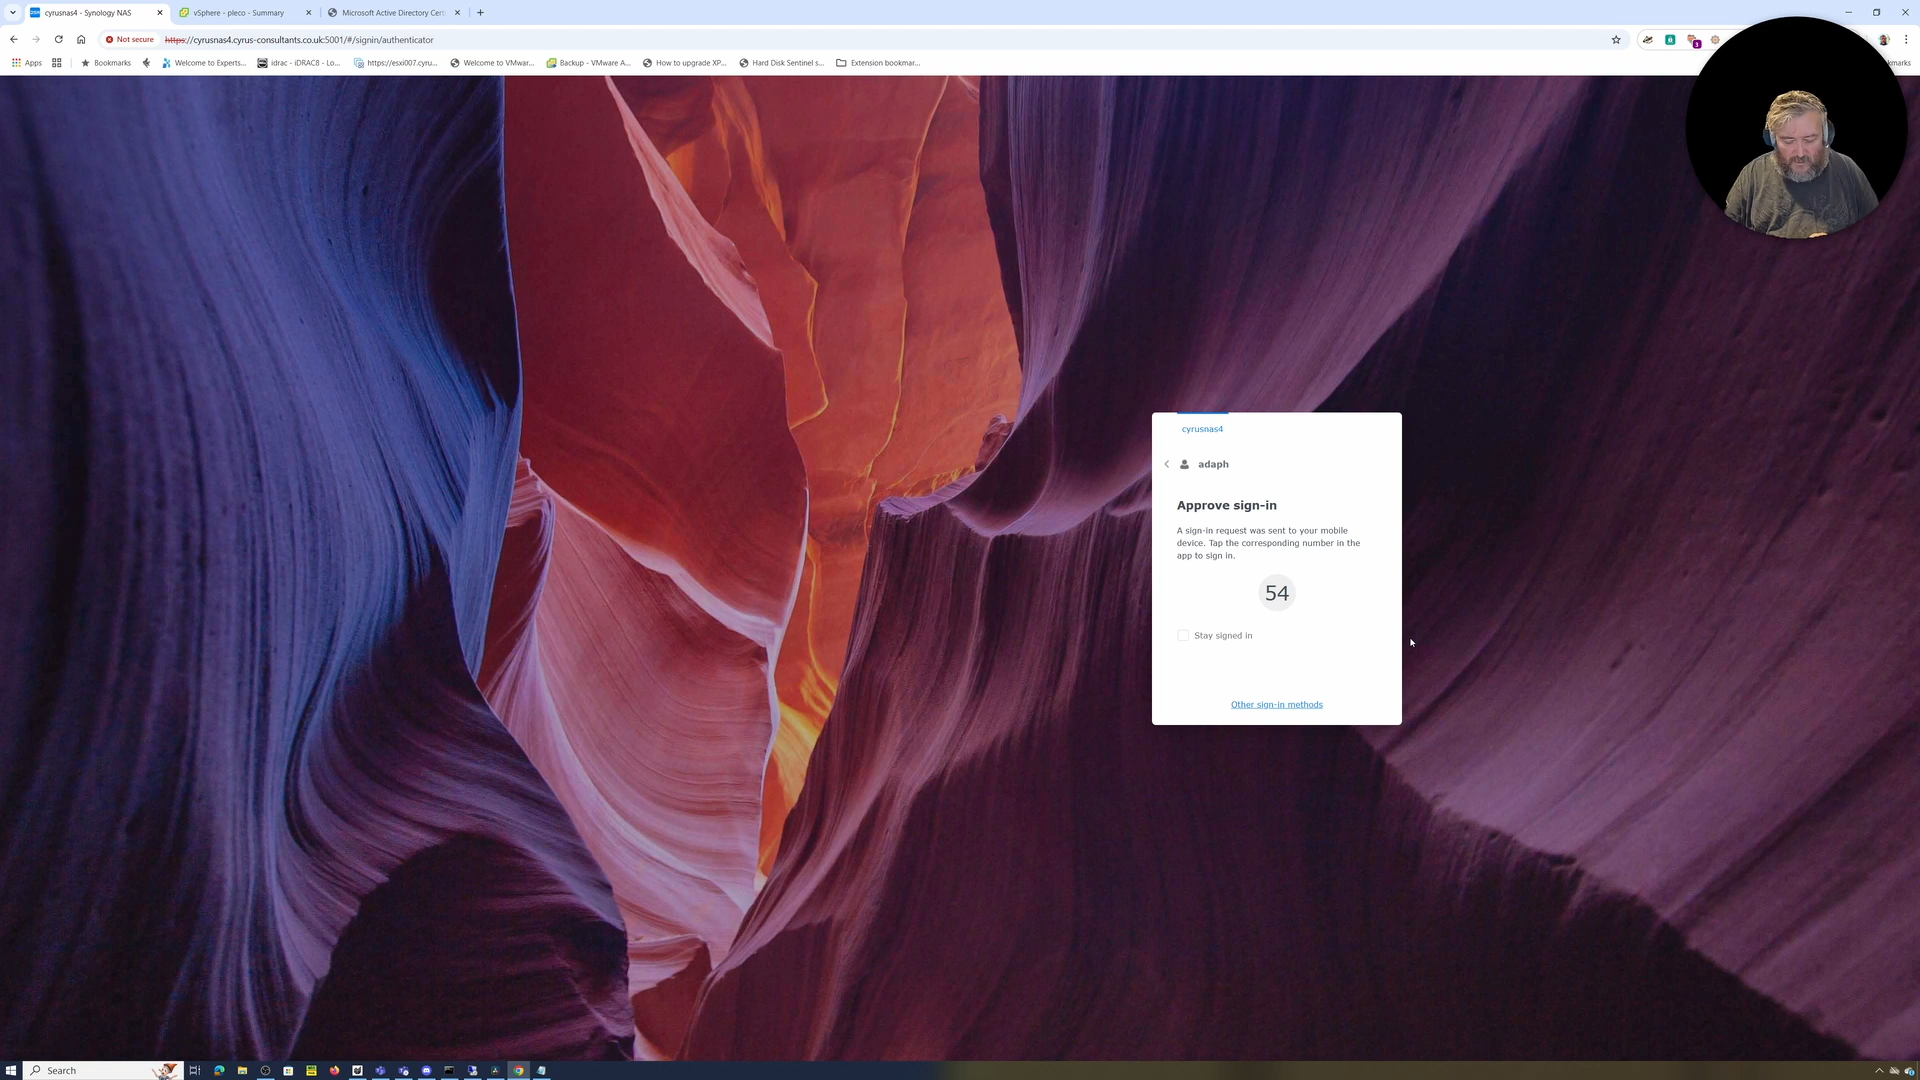 cyrusnas4 - Synology NAS
vSphere - pleco - Summary
Microsoft Active Directory Certi
Not secure
https://cyrusnas4.cyrus-consultants.co.uk:5001/#/signin/authenticator
3
Apps
Bookmarks
Welcome to Experts...
idrac - iDRAC8 - Lo...
https://esxi007.cyru...
Welcome to VMwar...
Backup - VMware A...
How to upgrade XP...
Hard Disk Sentinel s...
Extension bookmar...
kmarks
cyrusnas4
adaph
Approve sign-in
A sign-in request was sent to your mobile
device. Tap the corresponding number in the
app to sign in.
54
Stay signed in
Other sign-in methods
Search